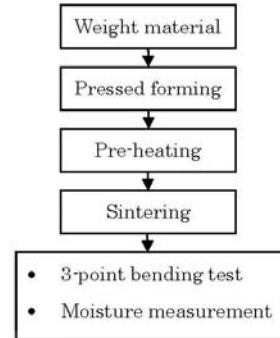 Weight material
Pressed forming
Pre-heating
Sintering
• 3-point bending test
• Moisture measurement